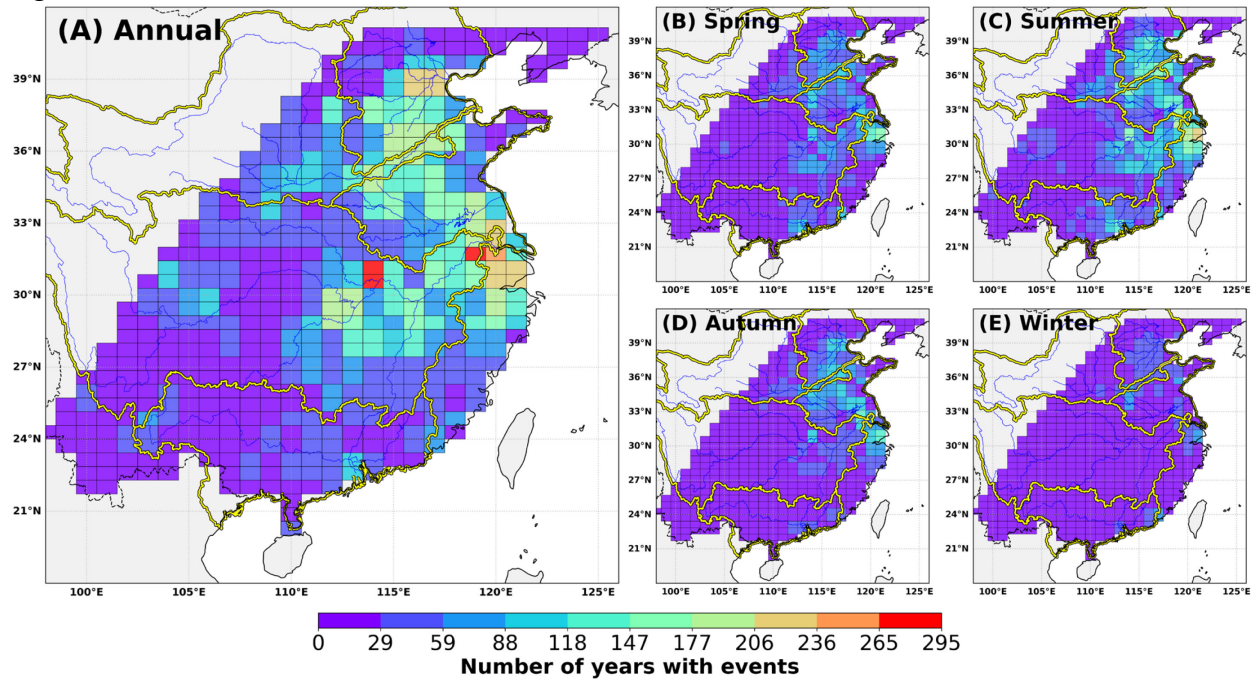 (A) Annual
39°N
36°N
33°N
30°N
27°N
24°N
21°N
100°E
105°E
110°E
115°E
120°E
125°E
(B) Spring
39°N
36°N
33°N
30°N
27°N
24°N
21°N
100°E
105°E
110°E
115°E
120°E
125°E
(C) Summer
39°N
36°N
33°N
30°N
27°N
24°N
21°N
100°E
105°E
110°E
115°E
120°E
125°E
(D) Autumn
39°N
36°N
33°N
30°N
27°N
24°N
21°N
100°E
105°E
110°E
115°E
120°E
125°E
(E) Winter
39°N
36°N
33°N
30°N
27°N
24°N
21°N
100°E
105°E
110°E
115°E
120°E
125°E
0 29 59 88 118 147 177 206 236 265 295
Number of years with events